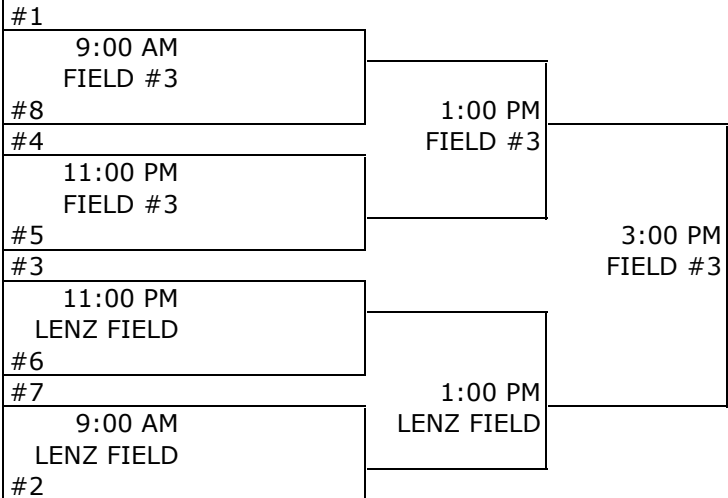 #1
9:00 AM
FIELD #3
#8
1:00 PM
#4
FIELD #3
11:00 PM
FIELD #3
#5
3:00 PM
#3
FIELD #3
11:00 PM
LENZ FIELD
#6
#7
1:00 PM
9:00 AM
LENZ FIELD
LENZ FIELD
#2